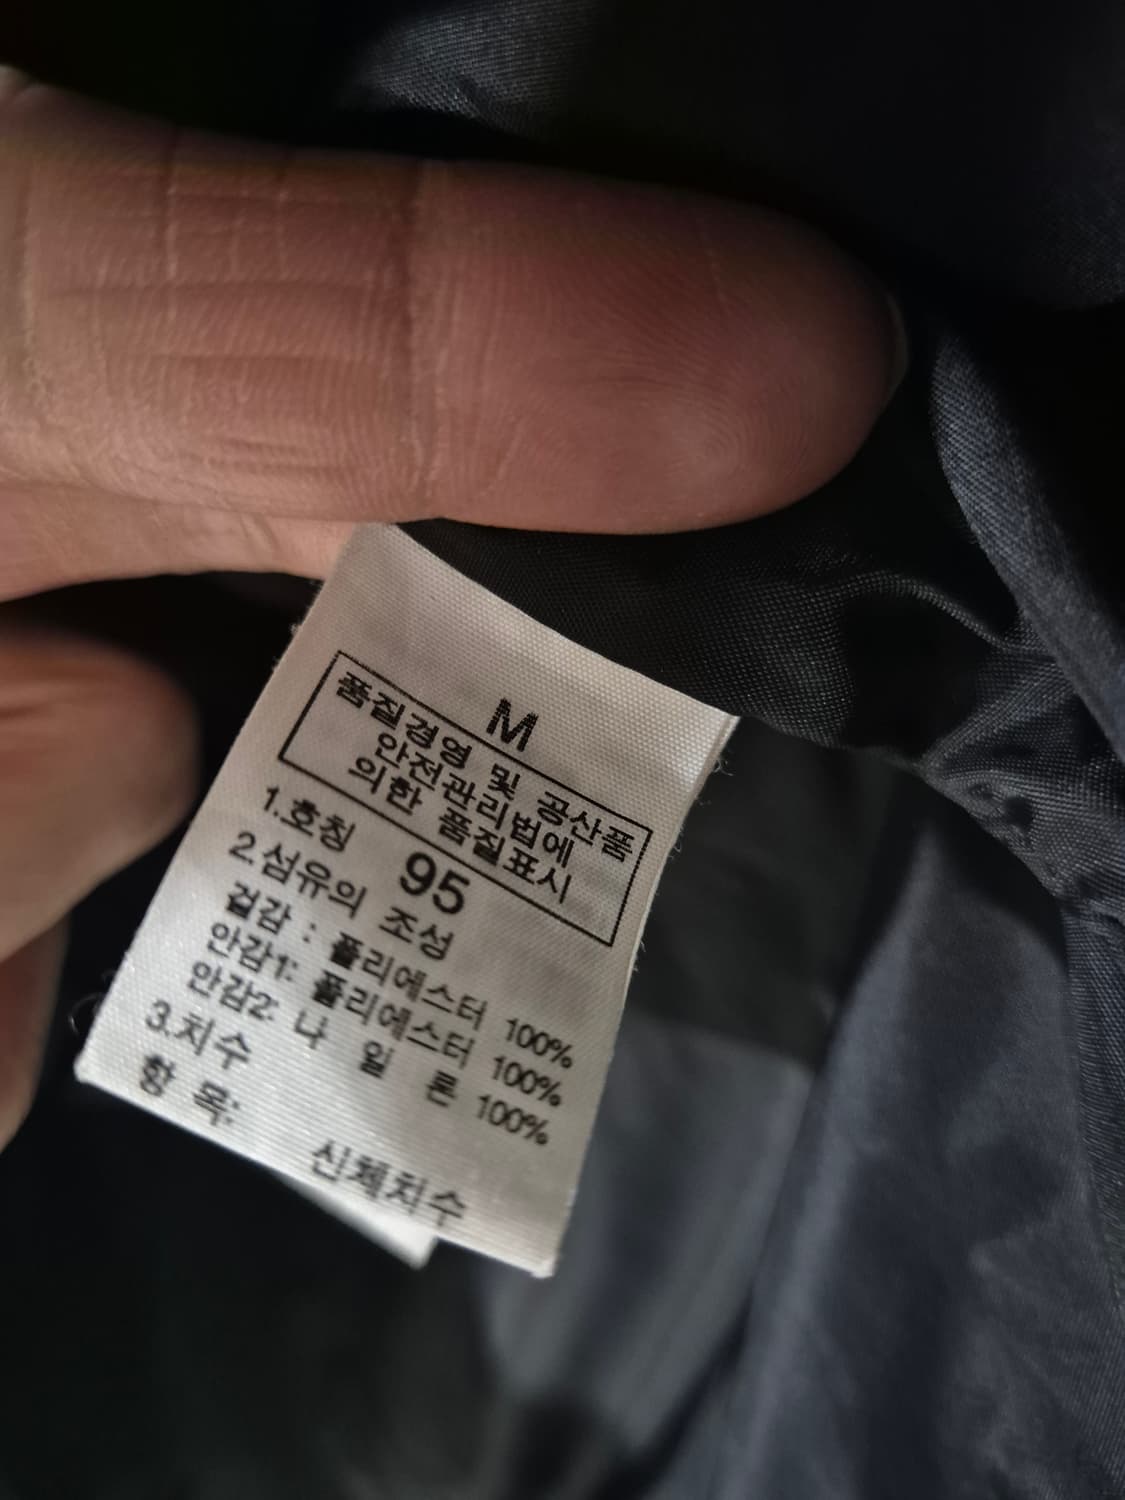 M
품질경영 및 공산품
안전관리법에
의한 품질표시
1.호칭 95
2.섬유의 조성
겉감 : 폴리에스터 100%
안감1: 폴리에스터 100%
안감2: 나 일 론 100%
3.치수
항 목: 신체치수